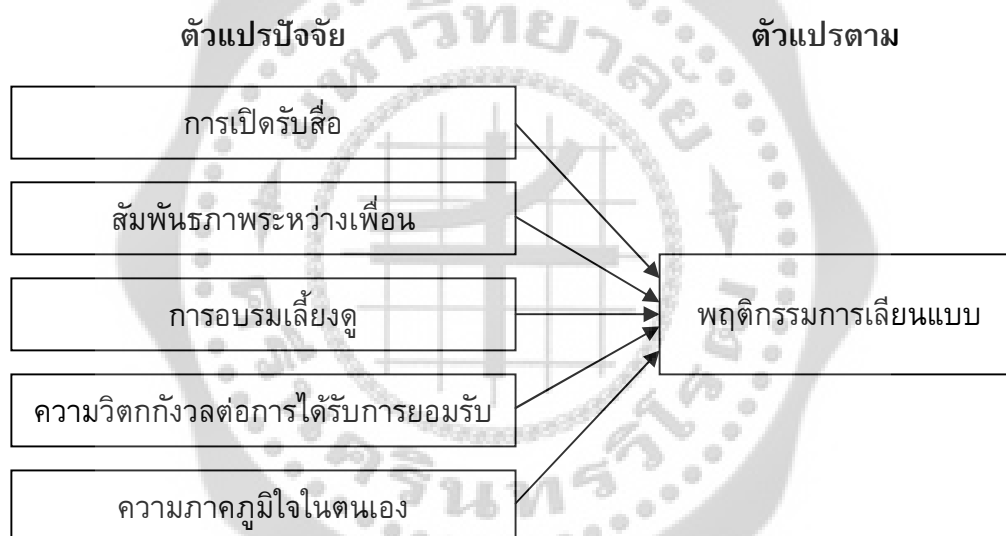 ตัวแปรปัจจัย
ตัวแปรตาม
การเปิดรับสื่อ
สัมพันธภาพระหว่างเพื่อน
การอบรมเลี้ยงดู
พฤติกรรมการเลียนแบบ
ความวิตกกังวลต่อการได้รับการยอมรับ
ความภาคภูมิใจในตนเอง